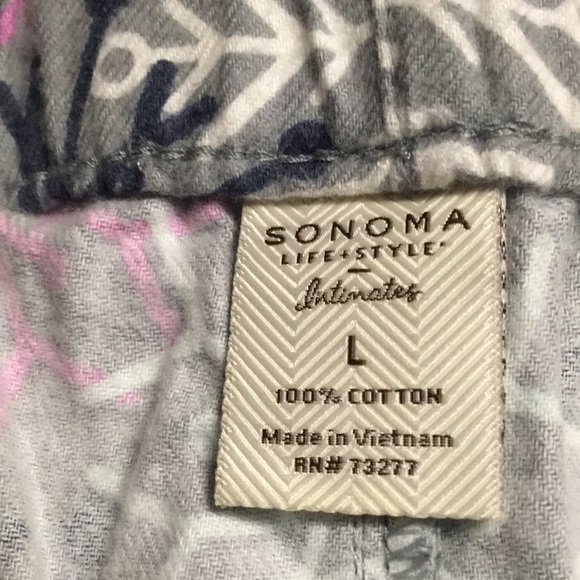 SONOMA
LIFE+STYLE
Intimates
L
100% COTTON
Made in Vietnam
RN# 73277